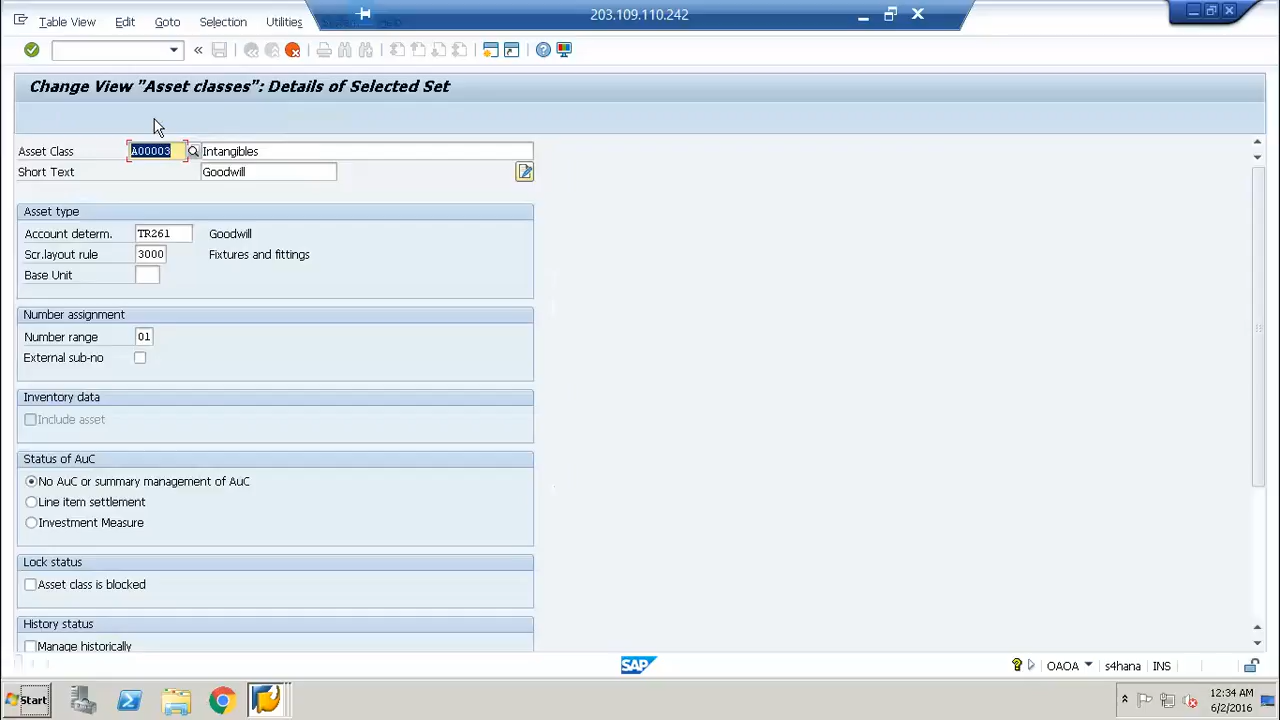 Table View Edit Goto Selection Utilities
203.109.110.242
Change View "Asset classes": Details of Selected Set
Asset Class A00003 Intangibles
Short Text Goodwill
Asset type
Account determ. TR261 Goodwill
Scr.layout rule 3000 Fixtures and fittings
Base Unit
Number assignment
Number range 01
External sub-no
Inventory data
Include asset
Status of AuC
No AuC or summary management of AuC
Line item settlement
Investment Measure
Lock status
Asset class is blocked
History status
Manage historically
SAP
OAOA s4hana INS
Start
12:34 AM
6/2/2016